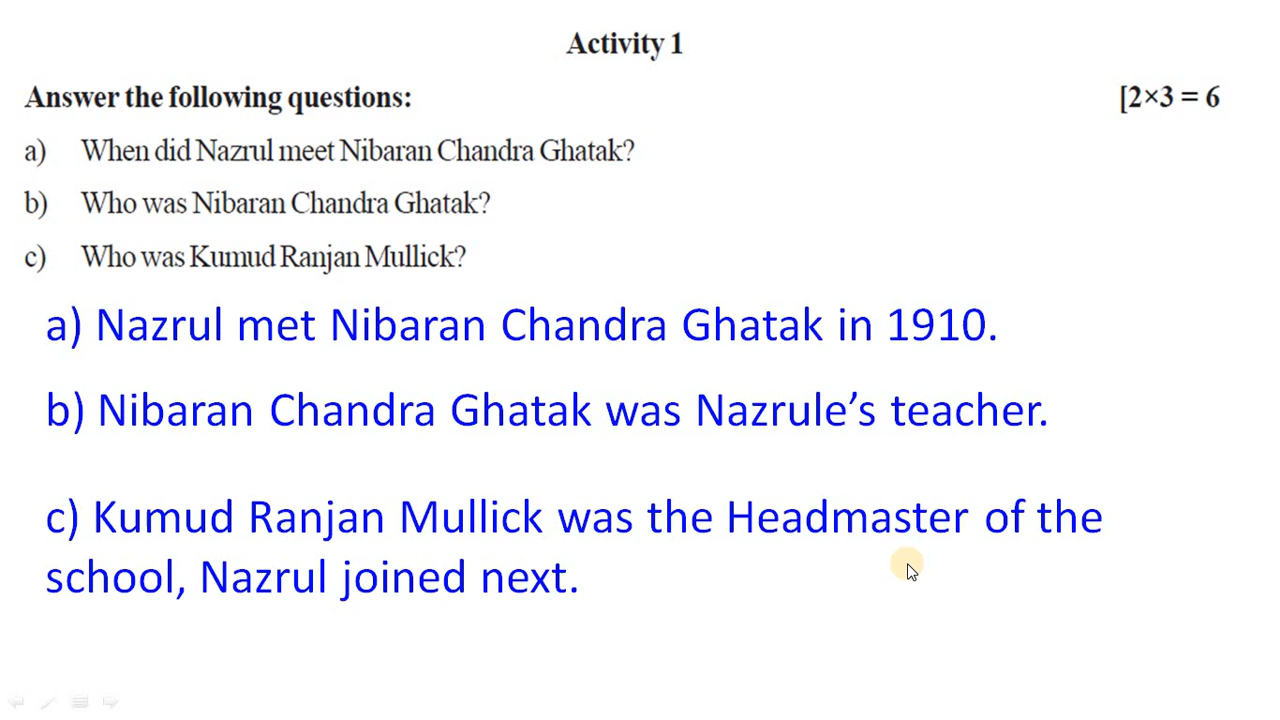 Activity 1
Answer the following questions: [2×3 = 6
a) When did Nazrul meet Nibaran Chandra Ghatak?
b) Who was Nibaran Chandra Ghatak?
c) Who was Kumud Ranjan Mullick?
a) Nazrul met Nibaran Chandra Ghatak in 1910.
b) Nibaran Chandra Ghatak was Nazrule’s teacher.
c) Kumud Ranjan Mullick was the Headmaster of the
school, Nazrul joined next.